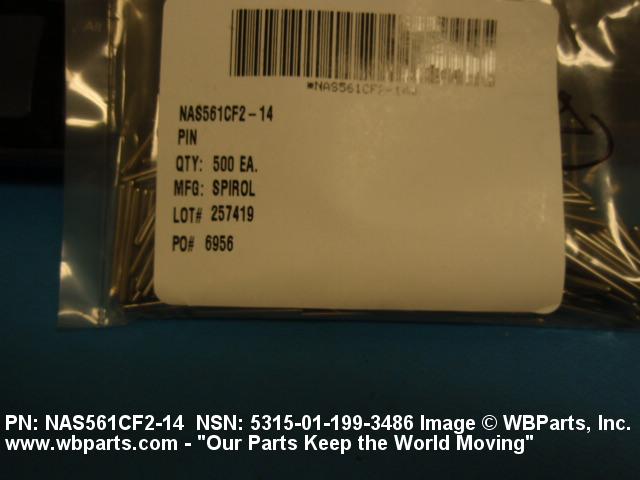 *NAS561CF2-14*
NAS561CF2-14
PIN
QTY: 500 EA.
MFG: SPIROL
LOT# 257419
PO# 6956
PN: NAS561CF2-14 NSN: 5315-01-199-3486 Image © WBParts, Inc.
www.wbparts.com - "Our Parts Keep the World Moving"